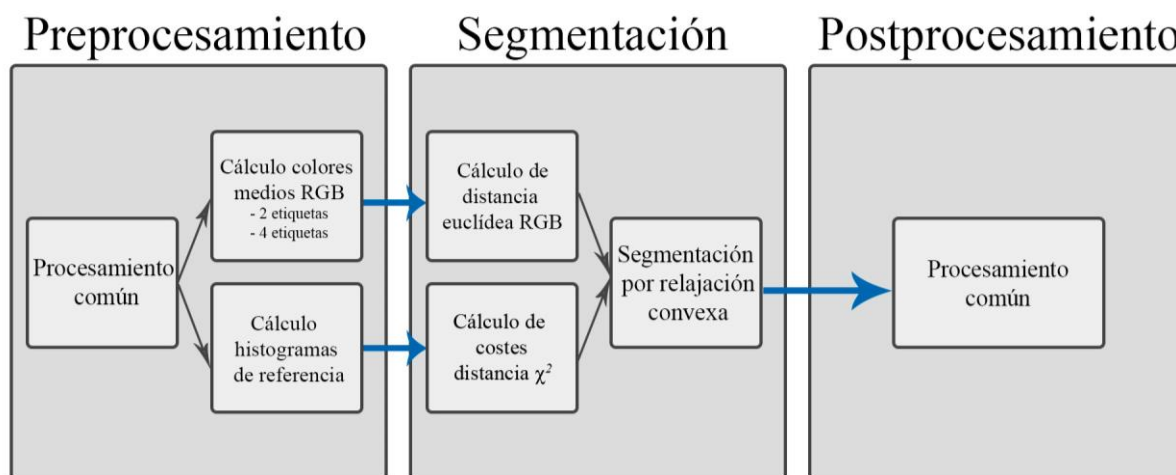 Preprocesamiento
Segmentación
Postprocesamiento
Procesamiento
común
Cálculo colores
medios RGB
- 2 etiquetas
- 4 etiquetas
Cálculo
histogramas
de referencia
Cálculo de
distancia
euclídea RGB
Cálculo de
costes
distancia χ²
Segmentación
por relajación
convexa
Procesamiento
común